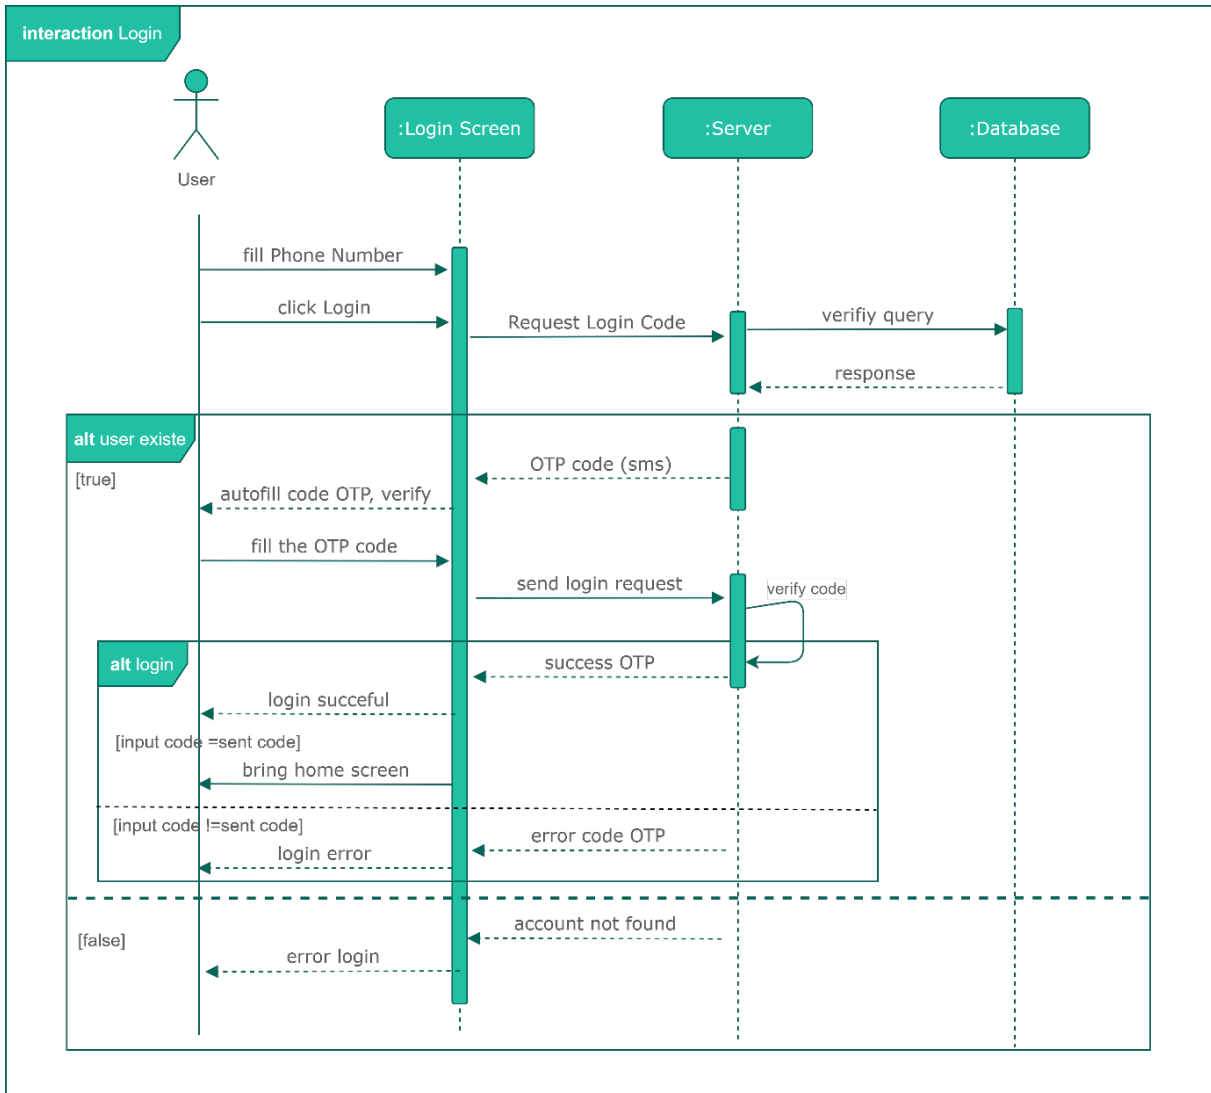 interaction Login
User
:Login Screen
:Server
:Database
fill Phone Number
click Login
Request Login Code
verifiy query
response
alt user existe
[true]
OTP code (sms)
autofill code OTP, verify
fill the OTP code
send login request
verify code
alt login
success OTP
login succeful
[input code =sent code]
bring home screen
[input code !=sent code]
error code OTP
login error
account not found
[false]
error login